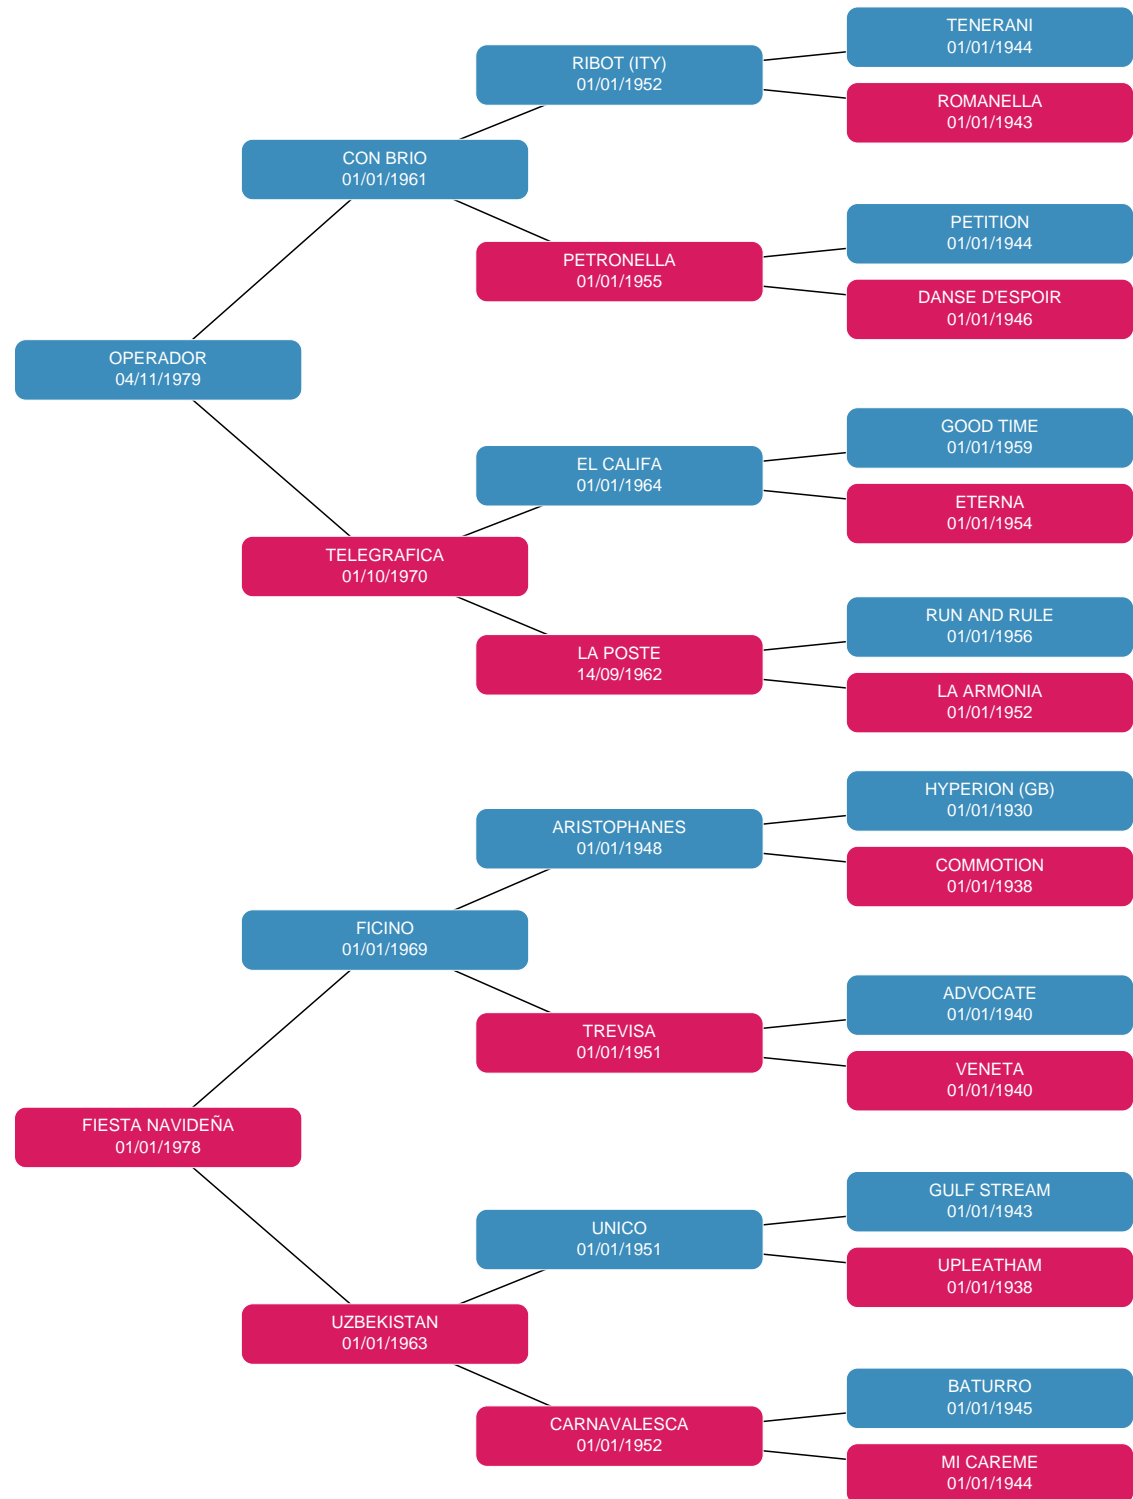 TENERANI
01/01/1944
RIBOT (ITY)
01/01/1952
ROMANELLA
01/01/1943
CON BRIO
01/01/1961
PETITION
01/01/1944
PETRONELLA
01/01/1955
DANSE D'ESPOIR
01/01/1946
OPERADOR
04/11/1979
GOOD TIME
01/01/1959
EL CALIFA
01/01/1964
ETERNA
01/01/1954
TELEGRAFICA
01/10/1970
RUN AND RULE
01/01/1956
LA POSTE
14/09/1962
LA ARMONIA
01/01/1952
HYPERION (GB)
01/01/1930
ARISTOPHANES
01/01/1948
COMMOTION
01/01/1938
FICINO
01/01/1969
ADVOCATE
01/01/1940
TREVISA
01/01/1951
VENETA
01/01/1940
FIESTA NAVIDEÑA
01/01/1978
GULF STREAM
01/01/1943
UNICO
01/01/1951
UPLEATHAM
01/01/1938
UZBEKISTAN
01/01/1963
BATURRO
01/01/1945
CARNAVALESCA
01/01/1952
MI CAREME
01/01/1944